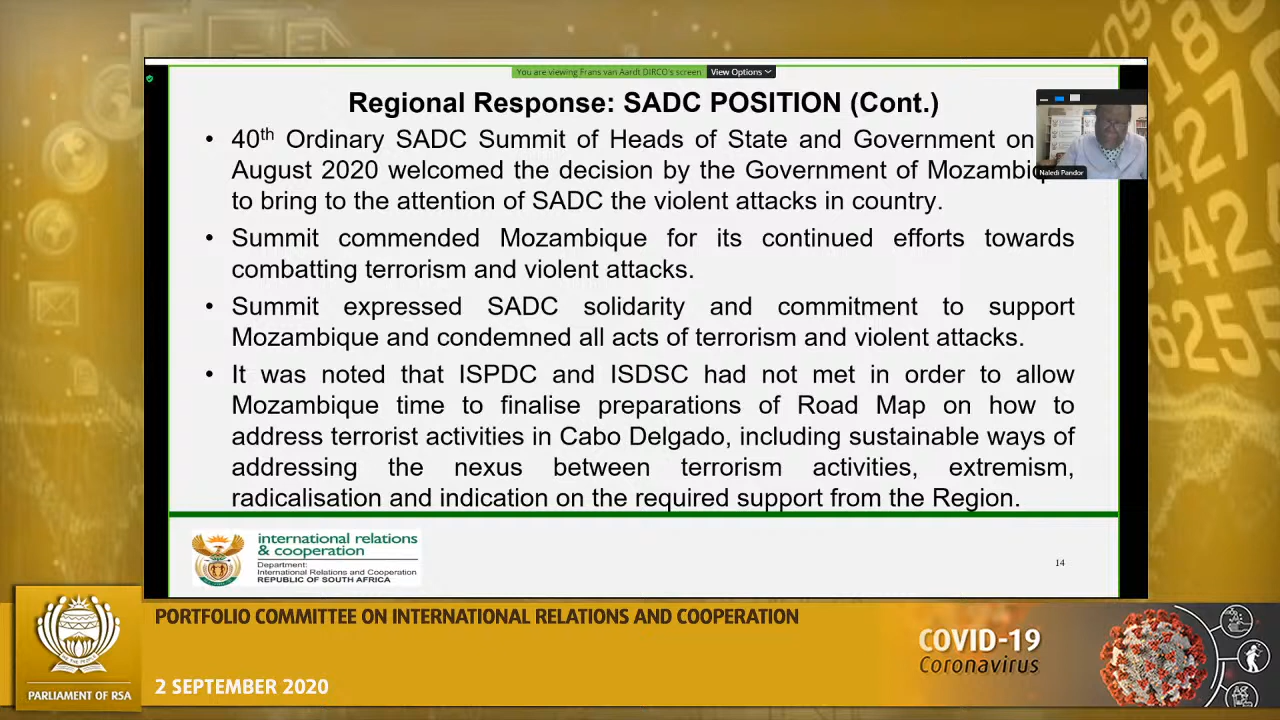 You are viewing Frans van Aardt DIRCO's screen View Options
Regional Response: SADC POSITION (Cont.)
• 40th Ordinary SADC Summit of Heads of State and Government on
August 2020 welcomed the decision by the Government of
to bring to the attention of SADC the violent attacks in country.
• Summit commended Mozambique for its continued efforts towards
combatting terrorism and violent attacks.
• Summit expressed SADC solidarity and commitment to support
Mozambique and condemned all acts of terrorism and violent attacks.
• It was noted that ISPDC and ISDSC had not met in order to allow
Mozambique time to finalise preparations of Road Map on how to
address terrorist activities in Cabo Delgado, including sustainable ways of
addressing the nexus between terrorism activities, extremism,
radicalisation and indication on the required support from the Region.
Naledi Pandor
international relations
& cooperation
Department:
International Relations and Cooperation
REPUBLIC OF SOUTH AFRICA
14
PORTFOLIO COMMITTEE ON INTERNATIONAL RELATIONS AND COOPERATION
2 SEPTEMBER 2020
PARLIAMENT OF RSA
COVID-19
Coronavirus